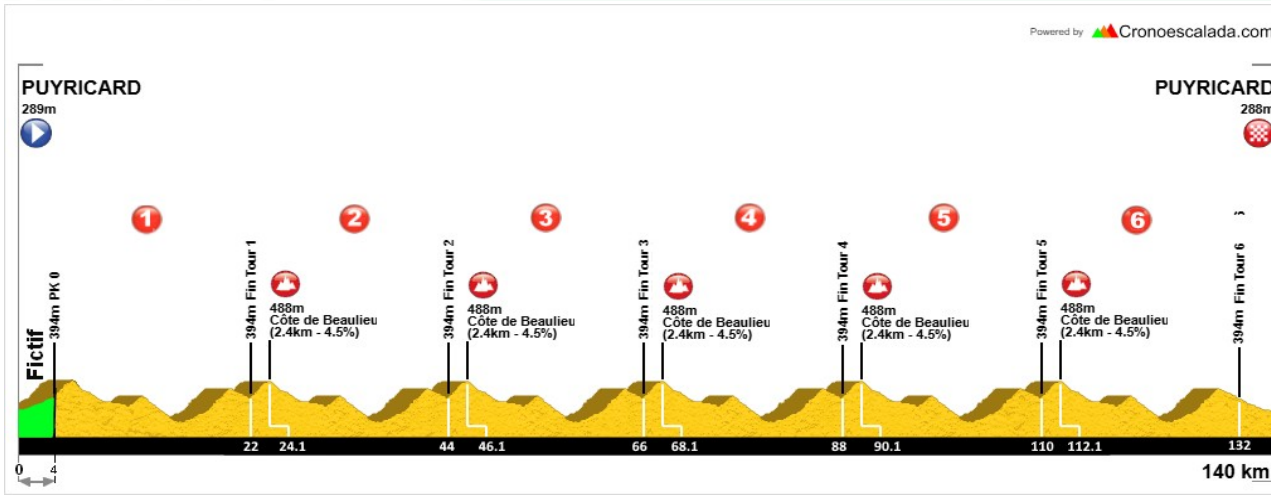 Powered by Cronoescalada.com
PUYRICARD
289m
PUYRICARD
288m
1
2
3
4
5
6
Fictif
394m PK 0
394m Fin Tour 1
488m
Côte de Beaulieu
(2.4km - 4.5%)
394m Fin Tour 2
488m
Côte de Beaulieu
(2.4km - 4.5%)
394m Fin Tour 3
488m
Côte de Beaulieu
(2.4km - 4.5%)
394m Fin Tour 4
488m
Côte de Beaulieu
(2.4km - 4.5%)
394m Fin Tour 5
488m
Côte de Beaulieu
(2.4km - 4.5%)
394m Fin Tour 6
22
24.1
44
46.1
66
68.1
88
90.1
110
112.1
132
0
4
140 km